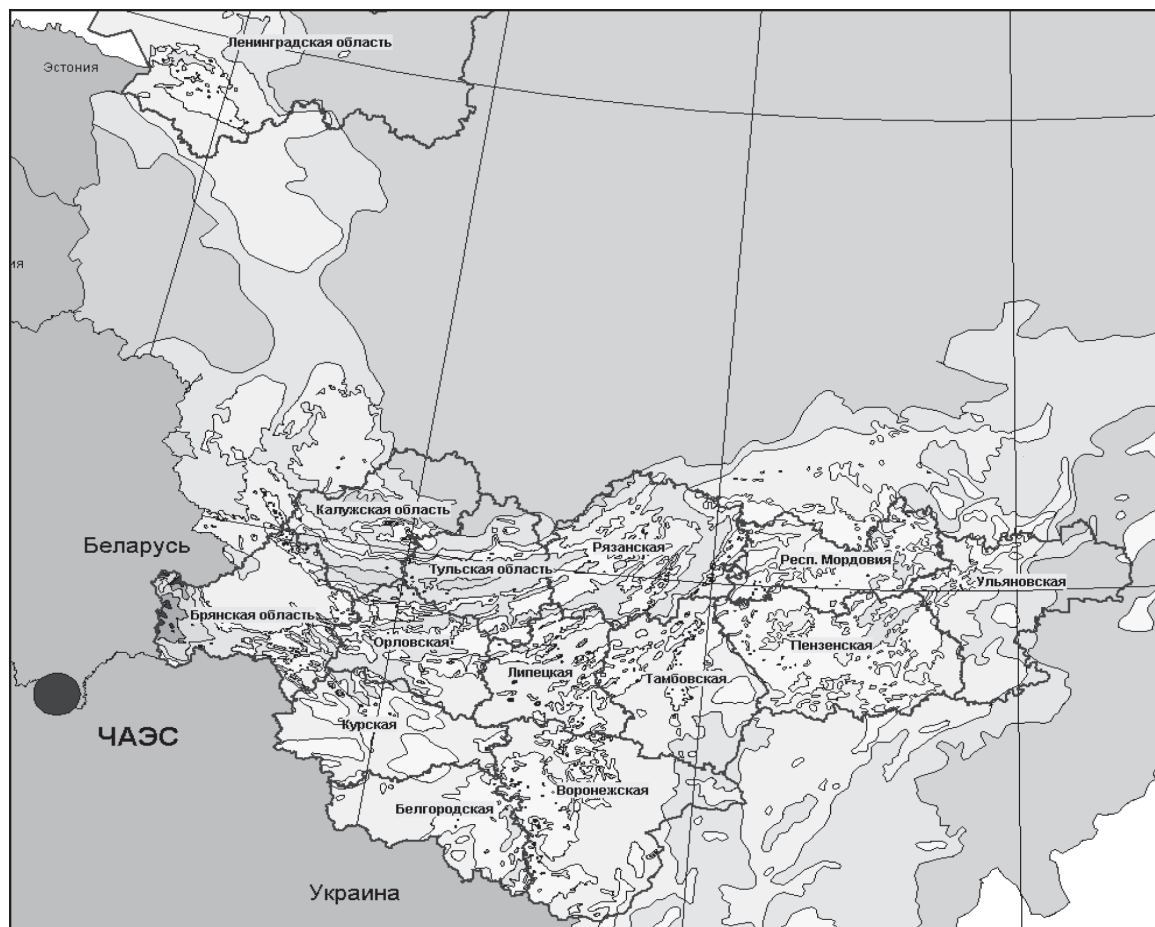 Ленинградская область
Эстония
ия
Калужская область
Беларусь
Рязанская
Респ. Мордовия
Тульская область
Ульяновская
Брянская область
Орловская
Пензенская
Липецкая
Тамбовская
Курская
ЧАЭС
Воронежская
Белгородская
Украина